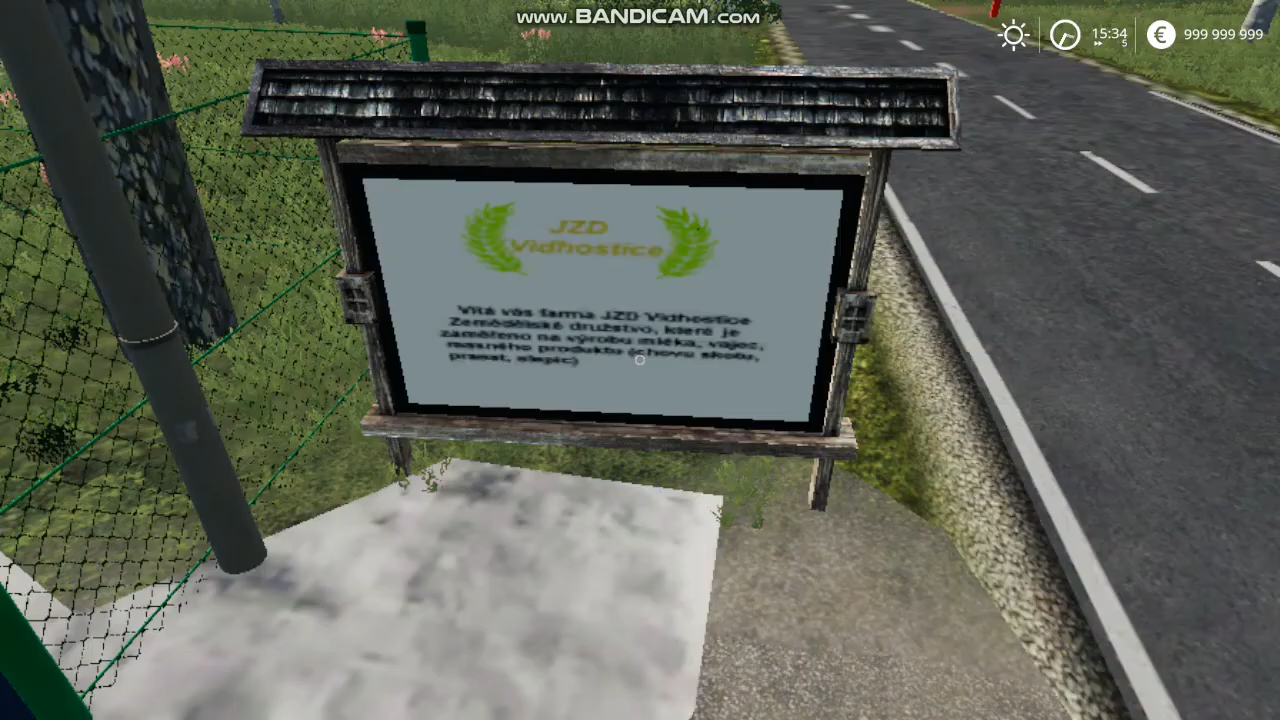 www.BANDICAM.com
15:34
5
999 999 999
JZD
Vidhostice
Vítá vás farma JZD Vidhostice
Zemědělské družstvo, které je
zaměřeno na výrobu mléka, vajec,
masného produktu (chovu skotu,
prasat, slepic)